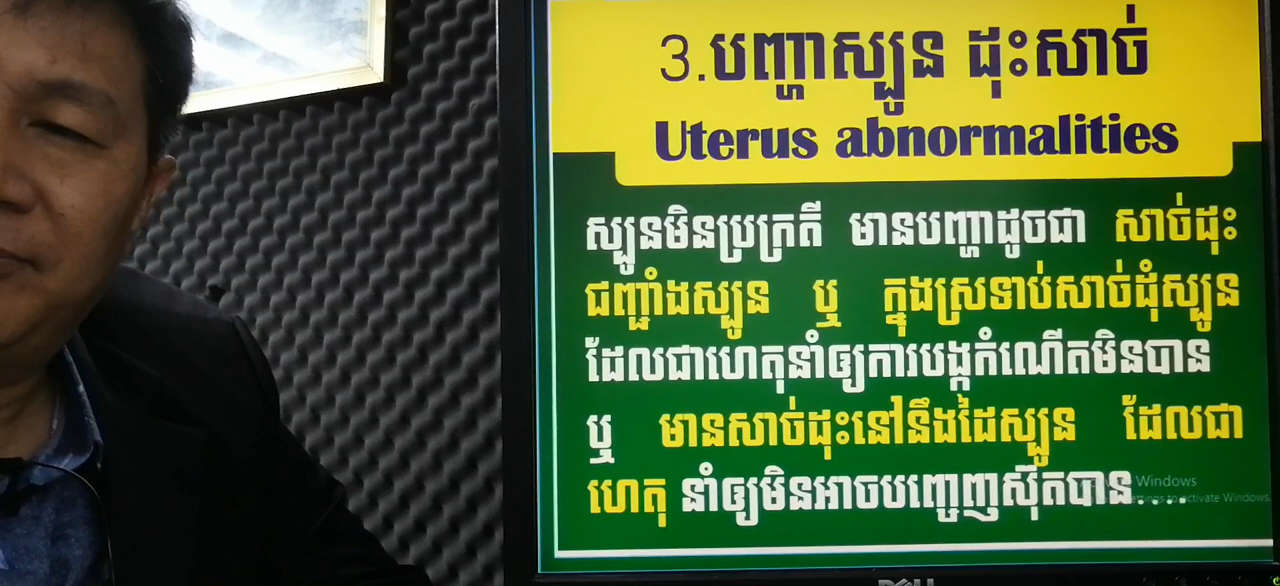 3.បញ្ហាស្បូន ដុះសាច់
Uterus abnormalities
ស្បូនមិនប្រក្រតី មានបញ្ហាដូចជា សាច់ដុះ
ជញ្ជាំងស្បូន ឬ ក្នុងស្រទាប់សាច់ដុំស្បូន
ដែលជាហេតុនាំឲ្យការបង្កកំណើតមិនបាន
ឬ មានសាច់ដុះនៅនឹងដៃស្បូន ដែលជា
ហេតុ នាំឲ្យមិនអាចបញ្ចេញស៊ុតបាន....
Windows
to activate Windows.